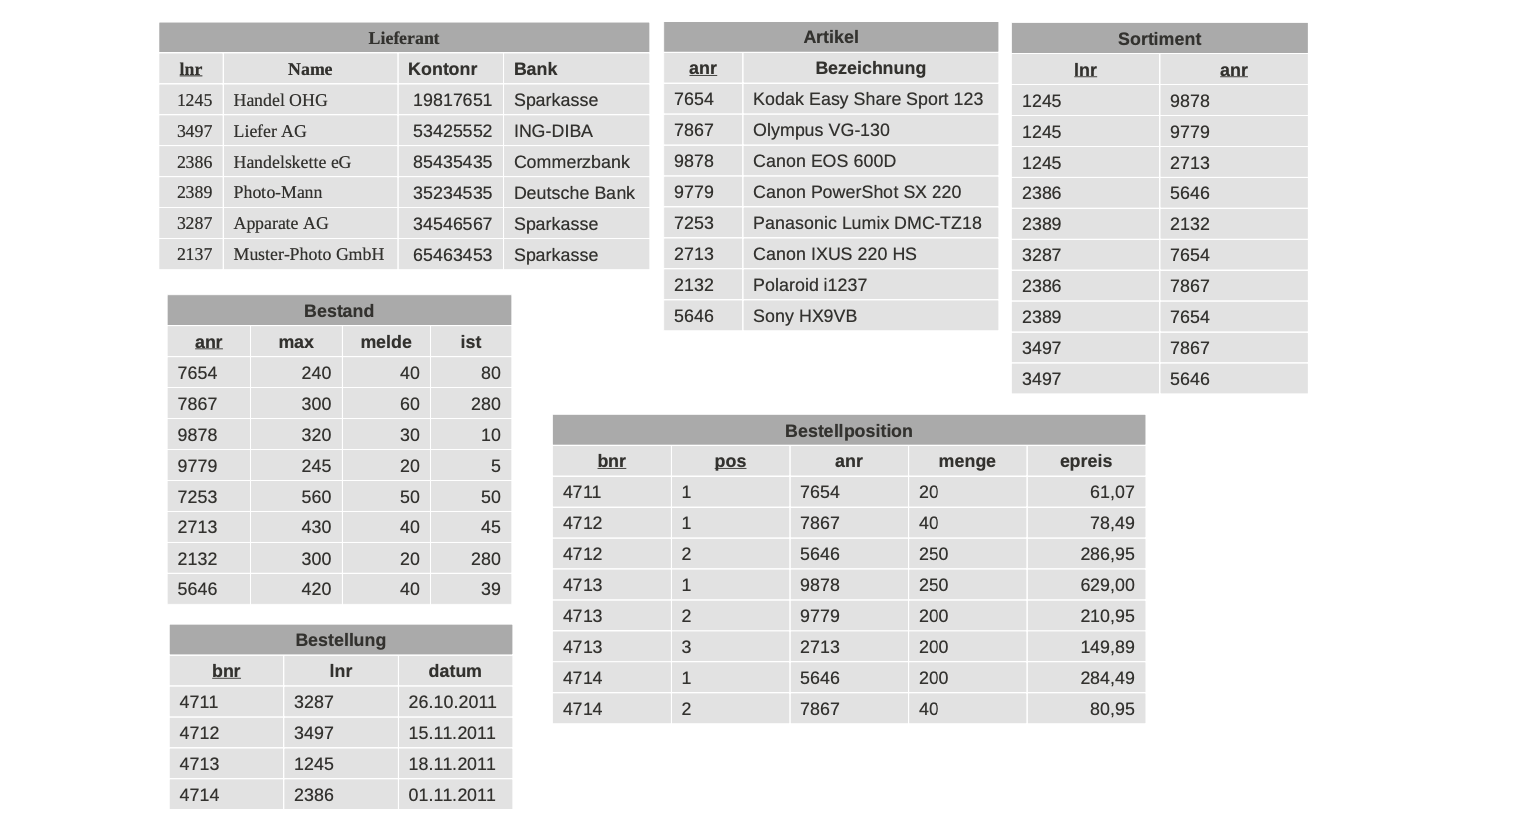 Lieferant
lnr Name Kontonr Bank
1245 Handel OHG 19817651 Sparkasse
3497 Liefer AG 53425552 ING-DIBA
2386 Handelskette eG 85435435 Commerzbank
2389 Photo-Mann 35234535 Deutsche Bank
3287 Apparate AG 34546567 Sparkasse
2137 Muster-Photo GmbH 65463453 Sparkasse
Artikel
anr Bezeichnung
7654 Kodak Easy Share Sport 123
7867 Olympus VG-130
9878 Canon EOS 600D
9779 Canon PowerShot SX 220
7253 Panasonic Lumix DMC-TZ18
2713 Canon IXUS 220 HS
2132 Polaroid i1237
5646 Sony HX9VB
Sortiment
lnr anr
1245 9878
1245 9779
1245 2713
2386 5646
2389 2132
3287 7654
2386 7867
2389 7654
3497 7867
3497 5646
Bestand
anr max melde ist
7654 240 40 80
7867 300 60 280
9878 320 30 10
9779 245 20 5
7253 560 50 50
2713 430 40 45
2132 300 20 280
5646 420 40 39
Bestellposition
bnr pos anr menge epreis
4711 1 7654 20 61,07
4712 1 7867 40 78,49
4712 2 5646 250 286,95
4713 1 9878 250 629,00
4713 2 9779 200 210,95
4713 3 2713 200 149,89
4714 1 5646 200 284,49
4714 2 7867 40 80,95
Bestellung
bnr lnr datum
4711 3287 26.10.2011
4712 3497 15.11.2011
4713 1245 18.11.2011
4714 2386 01.11.2011